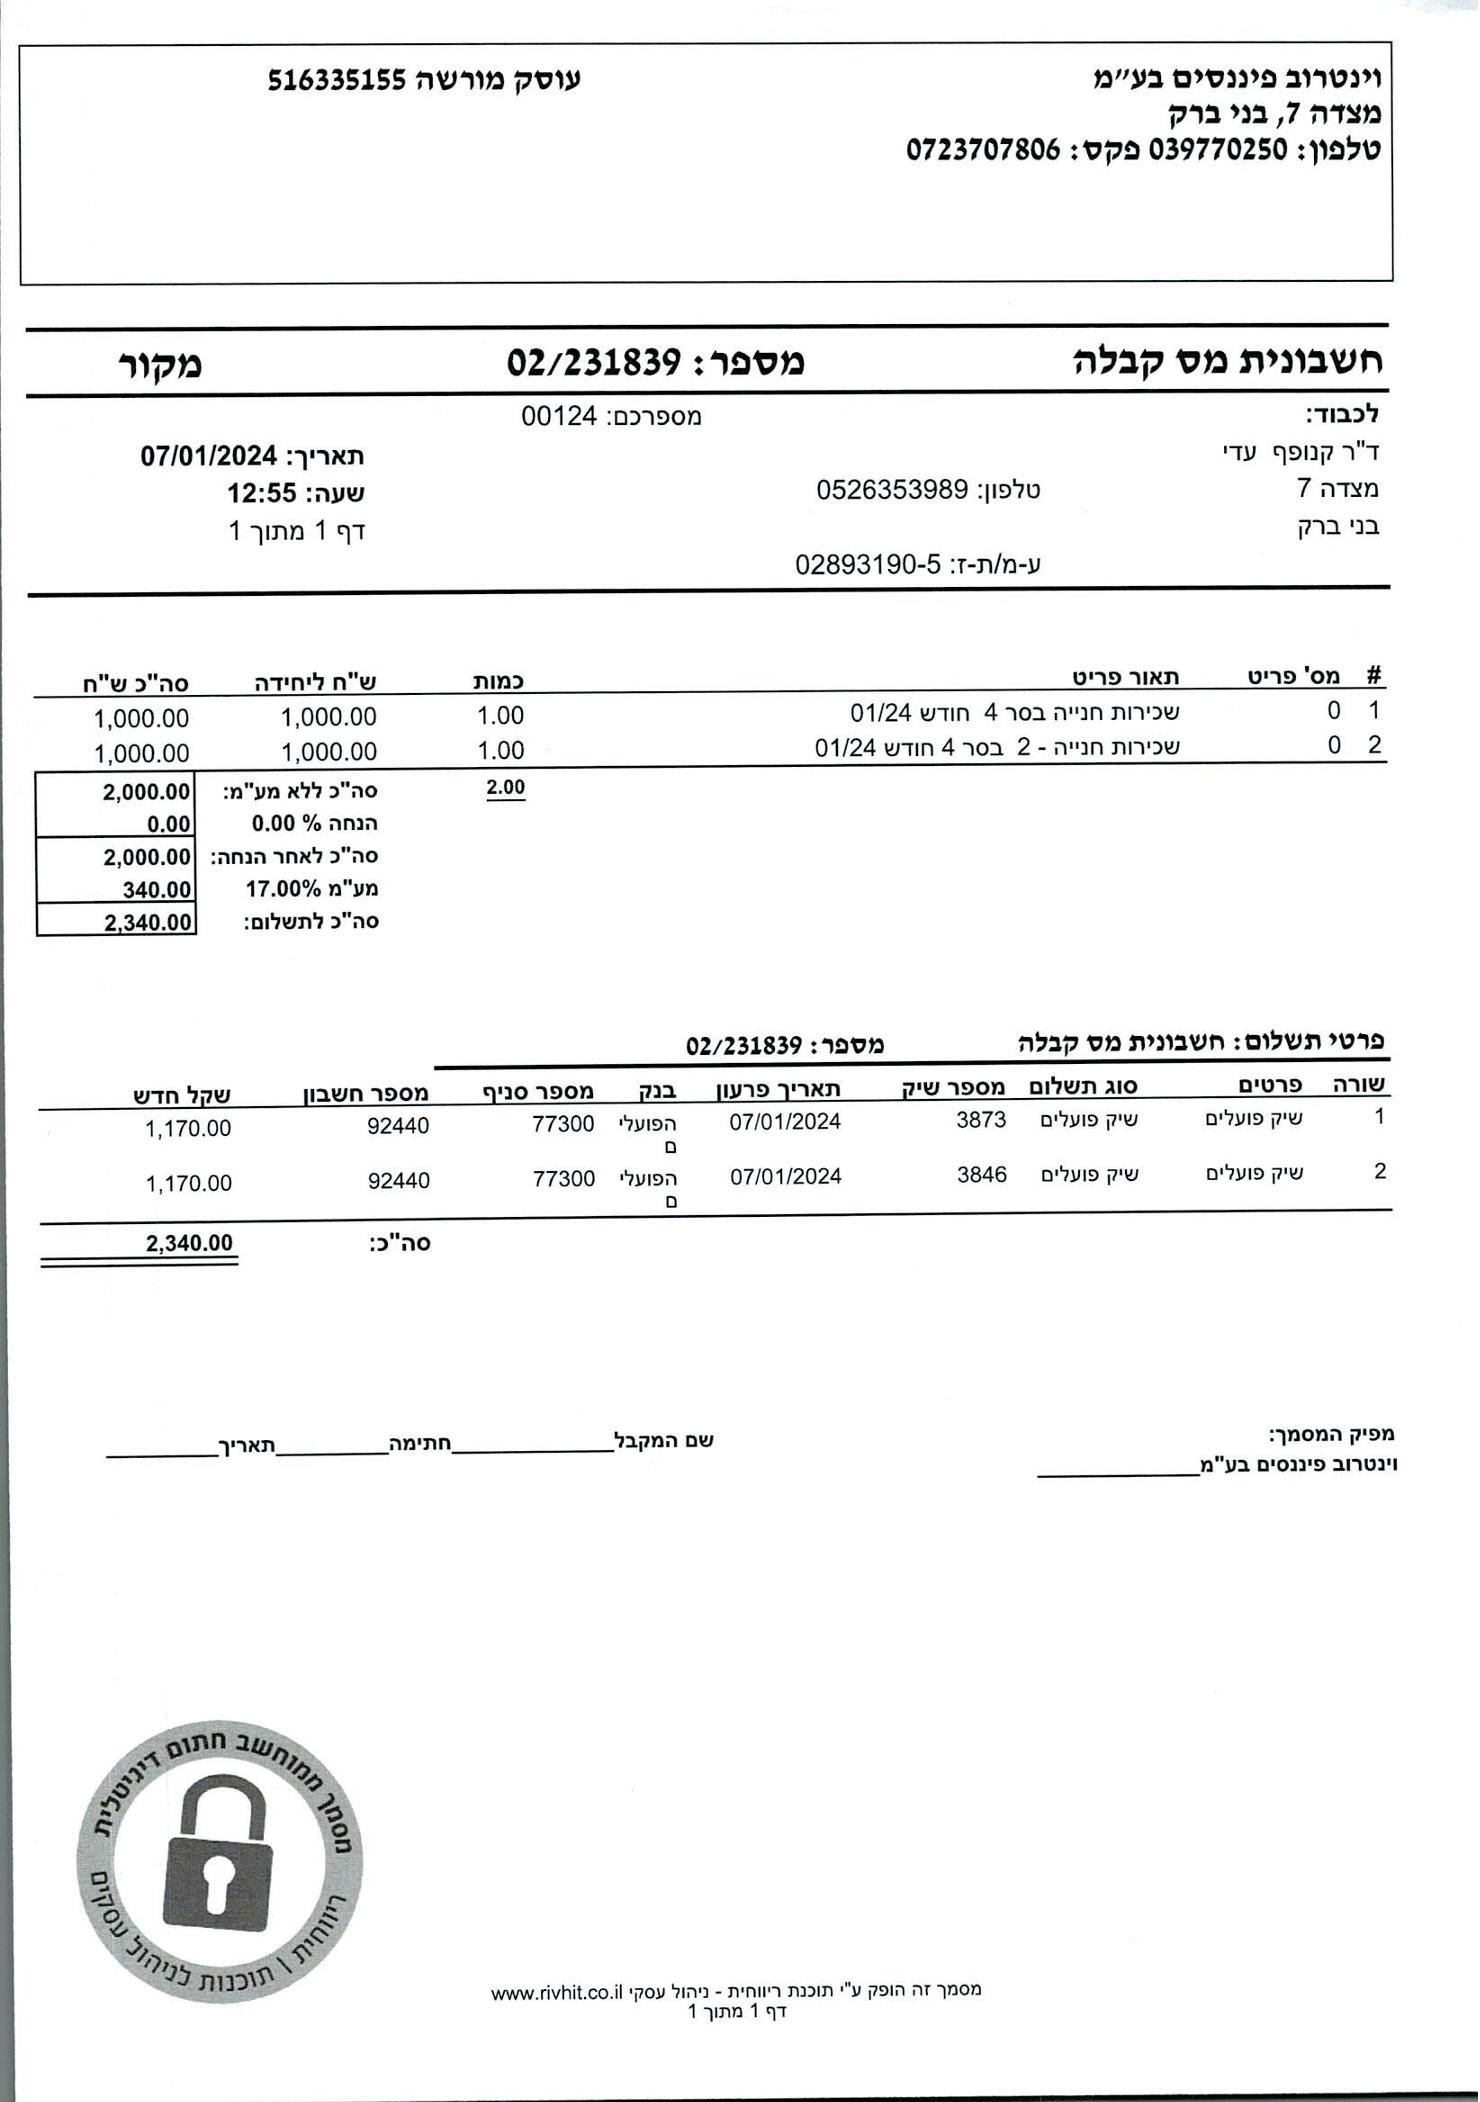 וינטרוב פיננסים בע״מ עוסק מורשה 516335155
מצדה 7, בני ברק
טלפון: 039770250 פקס: 0723707806
חשבונית מס קבלה מספר: 02/231839 מקור
לכבוד: מספרכם: 00124
ד"ר קנופף עדי תאריך: 07/01/2024
מצדה 7 טלפון: 0526353989 שעה: 12:55
בני ברק דף 1 מתוך 1
ע-מ/ת-ז: 02893190-5
# מס' פריט תאור פריט כמות ש"ח ליחידה סה"כ ש"ח
1 0 שכירות חנייה בסר 4 חודש 01/24 1.00 1,000.00 1,000.00
2 0 שכירות חנייה - 2 בסר 4 חודש 01/24 1.00 1,000.00 1,000.00
2.00 סה"כ ללא מע"מ: 2,000.00
הנחה % 0.00 0.00
סה"כ לאחר הנחה: 2,000.00
מע"מ 17.00% 340.00
סה"כ לתשלום: 2,340.00
פרטי תשלום: חשבונית מס קבלה מספר: 02/231839
שורה פרטים סוג תשלום מספר שיק תאריך פרעון בנק מספר סניף מספר חשבון שקל חדש
1 שיק פועלים שיק פועלים 3873 07/01/2024 הפועלי 77300 92440 1,170.00
ם
2 שיק פועלים שיק פועלים 3846 07/01/2024 הפועלי 77300 92440 1,170.00
ם
סה"כ: 2,340.00
מפיק המסמך: שם המקבל____________חתימה________תאריך________
וינטרוב פיננסים בע"מ____________
מסמך ממוחשב חתום דיגיטלית
ריווחית | תוכנות לניהול עסקים
מסמך זה הופק ע"י תוכנת ריווחית - ניהול עסקי www.rivhit.co.il
דף 1 מתוך 1